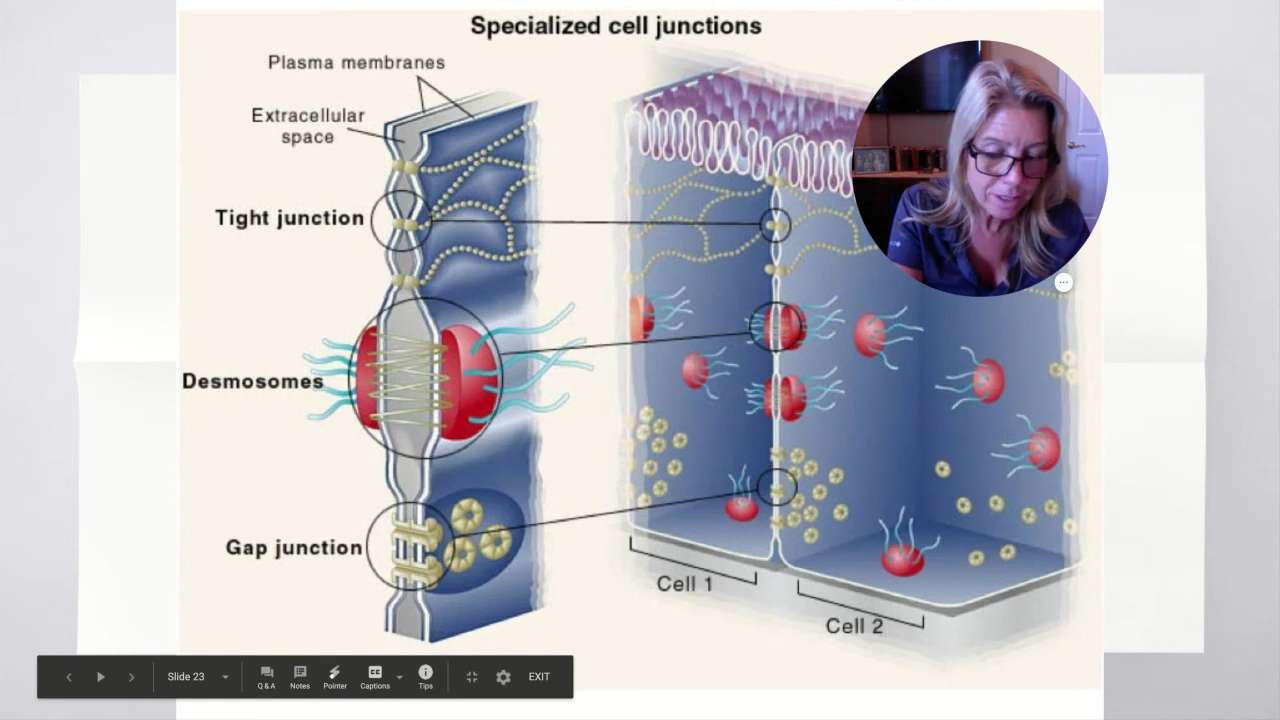 Specialized cell junctions
Plasma membranes
Extracellular
space
Tight junction
Desmosomes
Gap junction
Cell 1
Cell 2
Slide 23
Q & A
Notes
Pointer
CC
Captions
Tips
EXIT